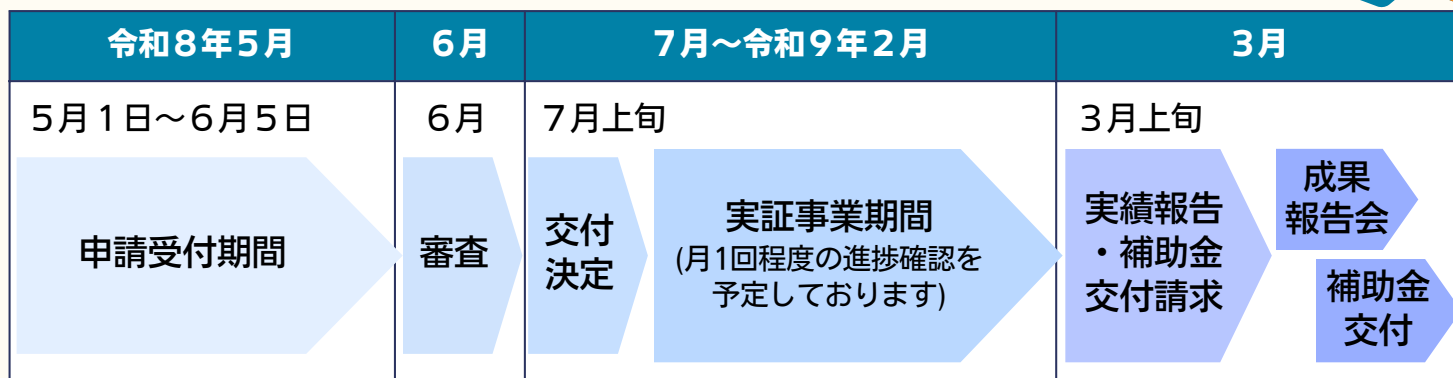 令和８年５月
６月
７月～令和９年２月
３月
５月１日～６月５日
６月
７月上旬
３月上旬
申請受付期間
審査
交付
決定
実証事業期間
(月1回程度の進捗確認を
予定しております)
実績報告
・補助金
交付請求
成果
報告会
補助金
交付